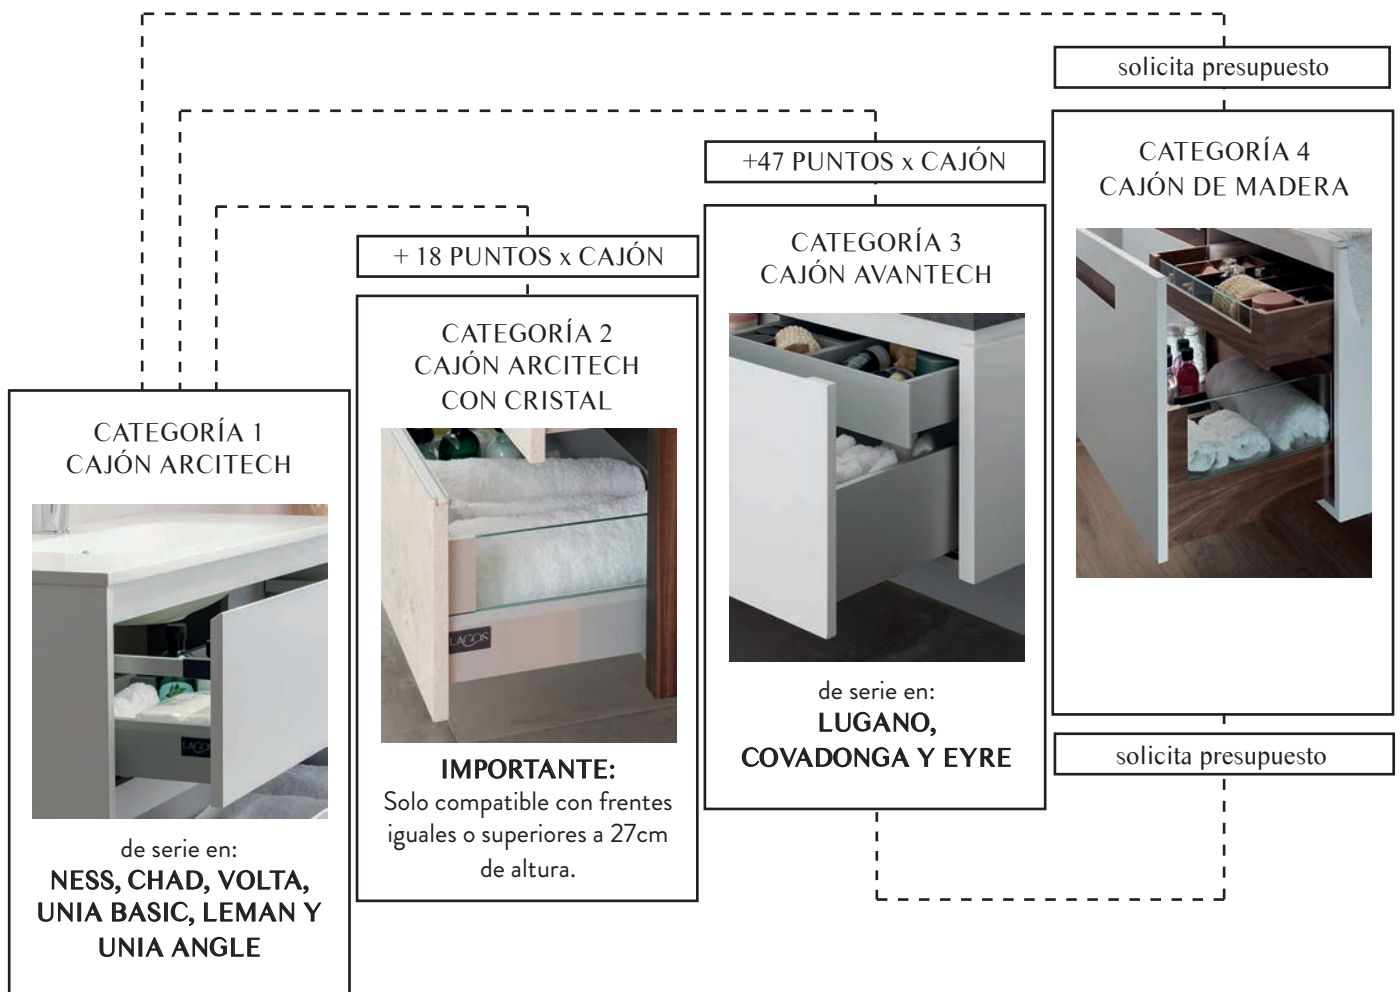 CATEGORÍA 1
CAJÓN ARCITECH
LAGOS
de serie en:
NESS, CHAD, VOLTA,
UNIA BASIC, LEMAN Y
UNIA ANGLE
+ 18 PUNTOS x CAJÓN
CATEGORÍA 2
CAJÓN ARCITECH
CON CRISTAL
LAGOS
IMPORTANTE:
Solo compatible con frentes
iguales o superiores a 27cm
de altura.
+47 PUNTOS x CAJÓN
CATEGORÍA 3
CAJÓN AVANTECH
de serie en:
LUGANO,
COVADONGA Y EYRE
solicita presupuesto
CATEGORÍA 4
CAJÓN DE MADERA
solicita presupuesto